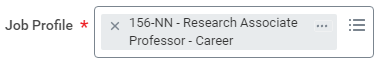 Job Profile *
156-NN - Research Associate
Professor - Career